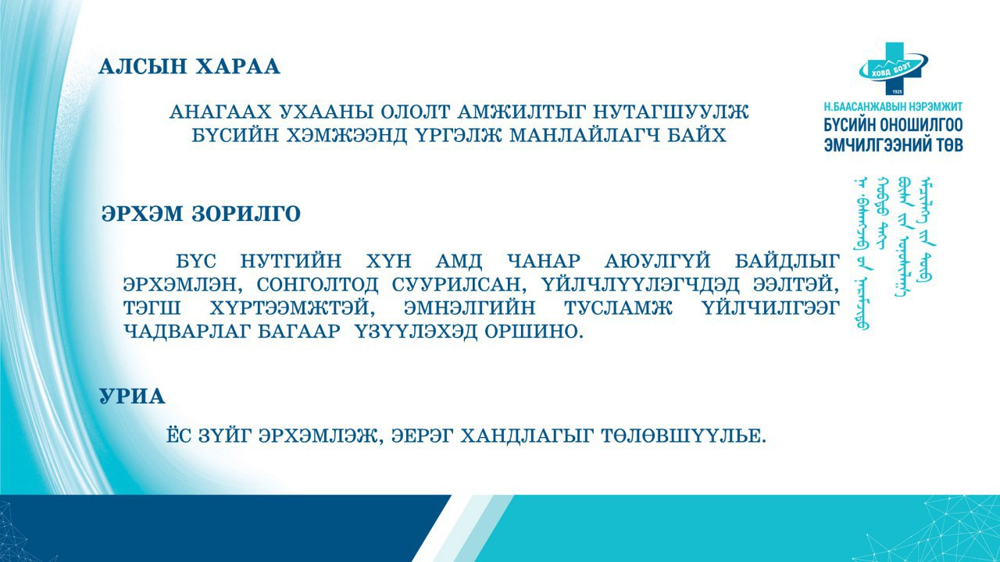 АЛСЫН ХАРАА
АНАГААХ УХААНЫ ОЛОЛТ АМЖИЛТЫГ НУТАГШУУЛЖ
БҮСИЙН ХЭМЖЭЭНД ҮРГЭЛЖ МАНЛАЙЛАГЧ БАЙХ
ЭРХЭМ ЗОРИЛГО
БҮС НУТГИЙН ХҮН АМД ЧАНАР АЮУЛГҮЙ БАЙДЛЫГ
ЭРХЭМЛЭН, СОНГОЛТОД СУУРИЛСАН, ҮЙЛЧЛҮҮЛЭГЧДЭД ЭЭЛТЭЙ,
ТЭГШ ХҮРТЭЭМЖТЭЙ, ЭМНЭЛГИЙН ТУСЛАМЖ ҮЙЛЧИЛГЭЭГ
ЧАДВАРЛАГ БАГААР ҮЗҮҮЛЭХЭД ОРШИНО.
УРИА
ЁС ЗҮЙГ ЭРХЭМЛЭЖ, ЭЕРЭГ ХАНДЛАГЫГ ТӨЛӨВШҮҮЛЬЕ.
ХОВД БОЭТ
1925
Н.БААСАНЖАВЫН НЭРЭМЖИТ
БҮСИЙН ОНОШИЛГОО
ЭМЧИЛГЭЭНИЙ ТӨВ